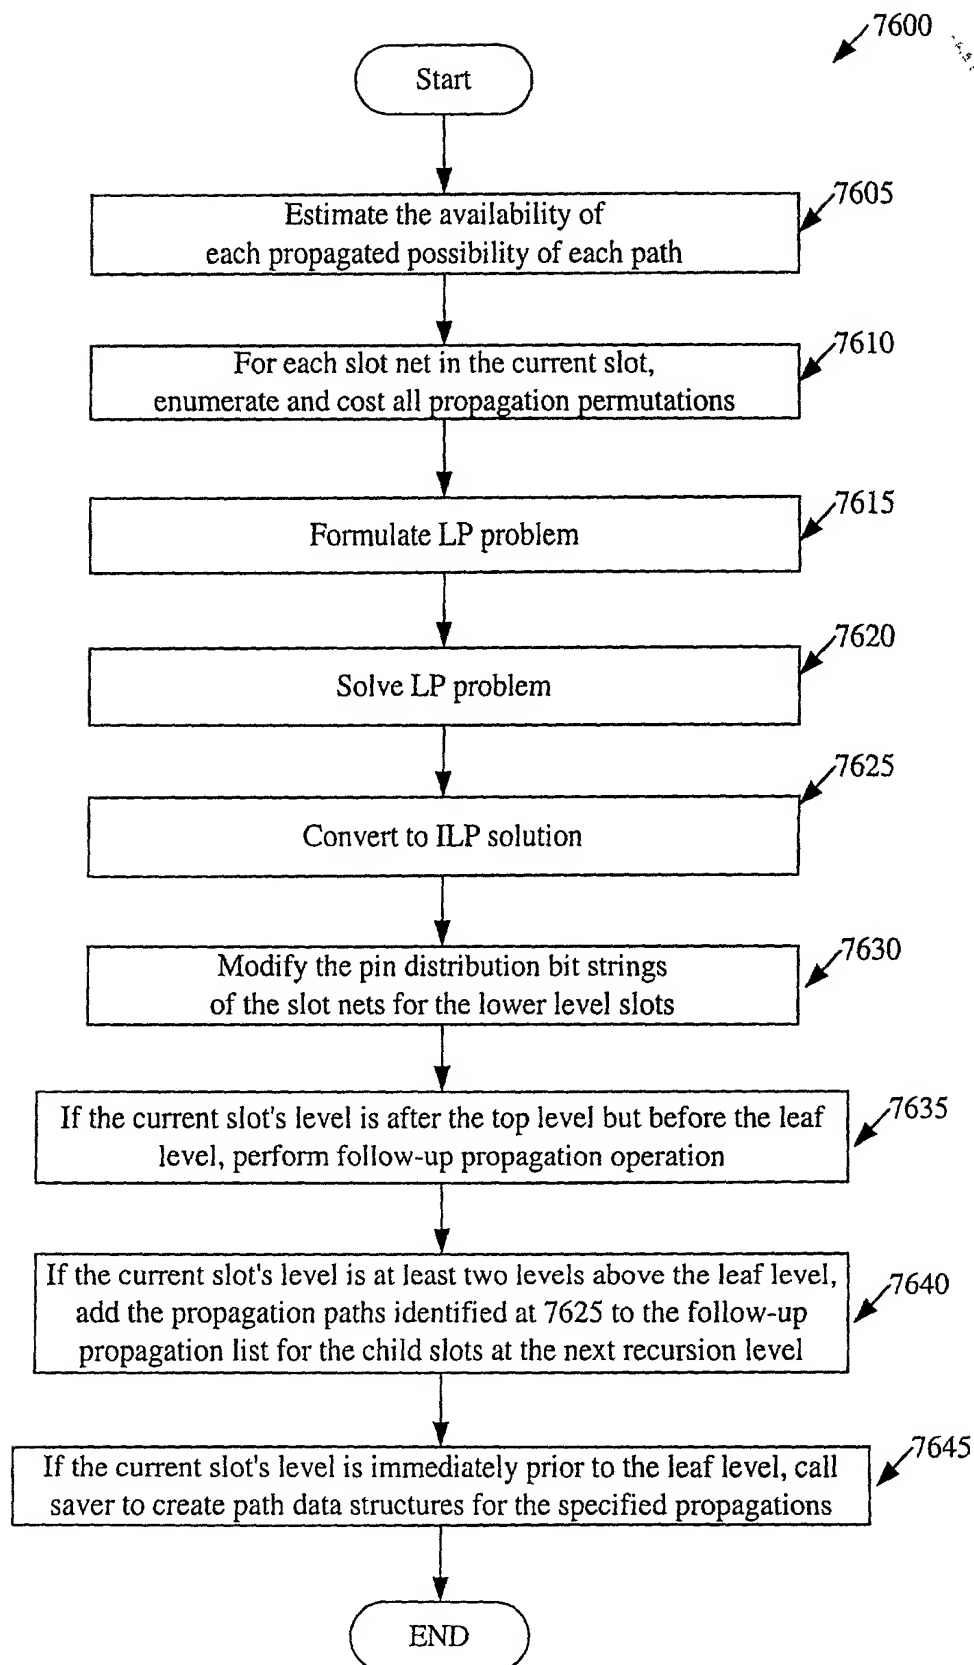 7600
Start
7605
Estimate the availability of
each propagated possibility of each path
7610
For each slot net in the current slot,
enumerate and cost all propagation permutations
7615
Formulate LP problem
7620
Solve LP problem
7625
Convert to ILP solution
7630
Modify the pin distribution bit strings
of the slot nets for the lower level slots
7635
If the current slot's level is after the top level but before the leaf
level, perform follow-up propagation operation
7640
If the current slot's level is at least two levels above the leaf level,
add the propagation paths identified at 7625 to the follow-up
propagation list for the child slots at the next recursion level
7645
If the current slot's level is immediately prior to the leaf level, call
saver to create path data structures for the specified propagations
END